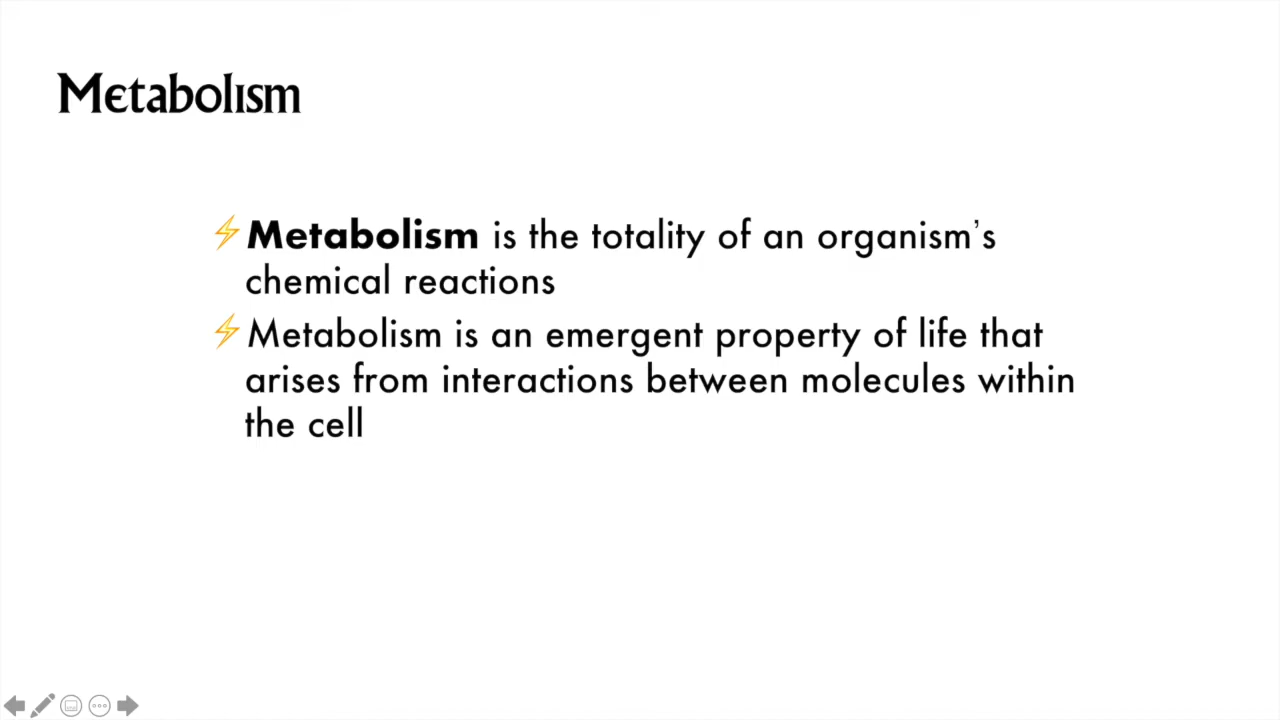 Metabolism
⚡Metabolism is the totality of an organism’s
chemical reactions
⚡Metabolism is an emergent property of life that
arises from interactions between molecules within
the cell